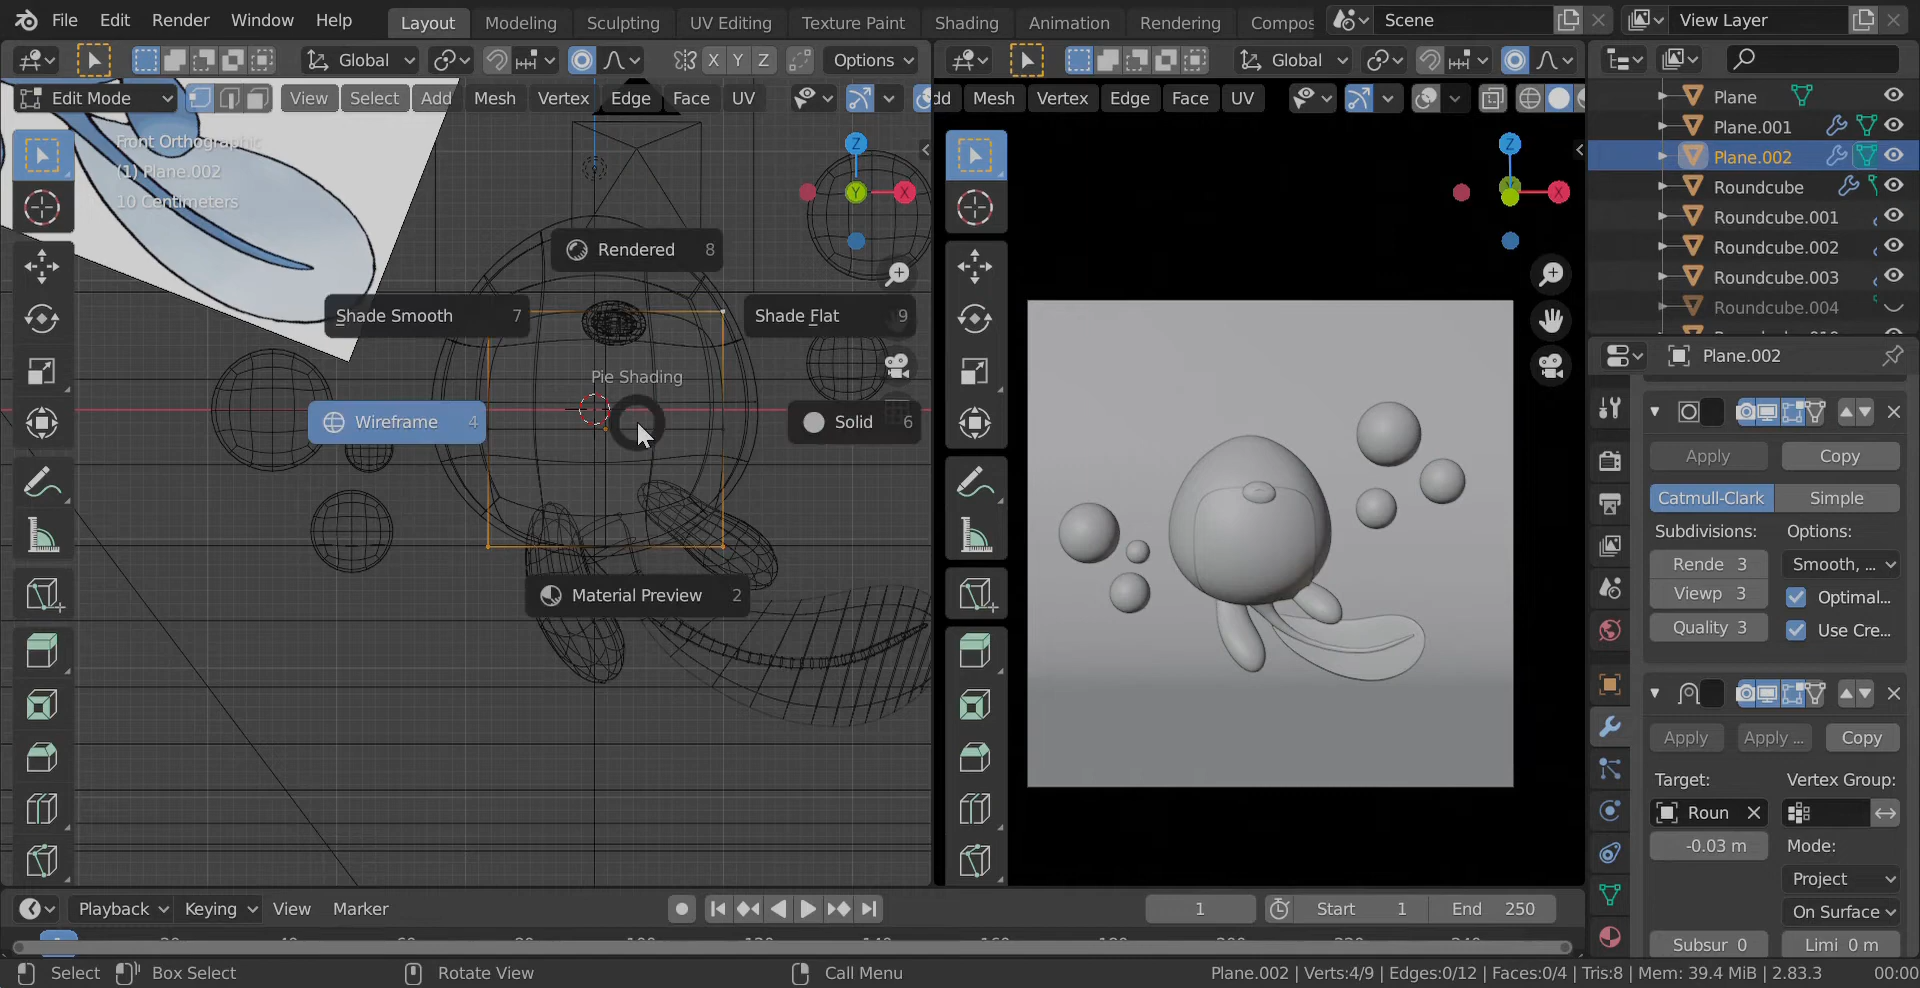 File Edit Render Window Help Layout Modeling Sculpting UV Editing Texture Paint Shading Animation Rendering Compos Scene View Layer
Global X Y Z Options Global
Edit Mode View Select Add Mesh Vertex Edge Face UV dd Mesh Vertex Edge Face UV Plane
Front Orthographic
(1) Plane.002
10 Centimeters
Z
Y X
Z
X
Rendered 8
Shade Smooth 7
Shade Flat 9
Pie Shading
Wireframe 4
Solid 6
Material Preview 2
Plane.001
Plane.002
Roundcube
Roundcube.001
Roundcube.002
Roundcube.003
Roundcube.004
Plane.002
Apply Copy
Catmull-Clark Simple
Subdivisions: Options:
Rende 3 Smooth, ...
Viewp 3 Optimal...
Quality 3 Use Cre...
Apply Apply ... Copy
Target: Vertex Group:
Roun
-0.03 m Mode:
Project
On Surface
Subsur 0 Limi 0 m
Playback Keying View Marker 1 Start 1 End 250
Select Box Select Rotate View Call Menu Plane.002 | Verts:4/9 | Edges:0/12 | Faces:0/4 | Tris:8 | Mem: 39.4 MiB | 2.83.3 00:00